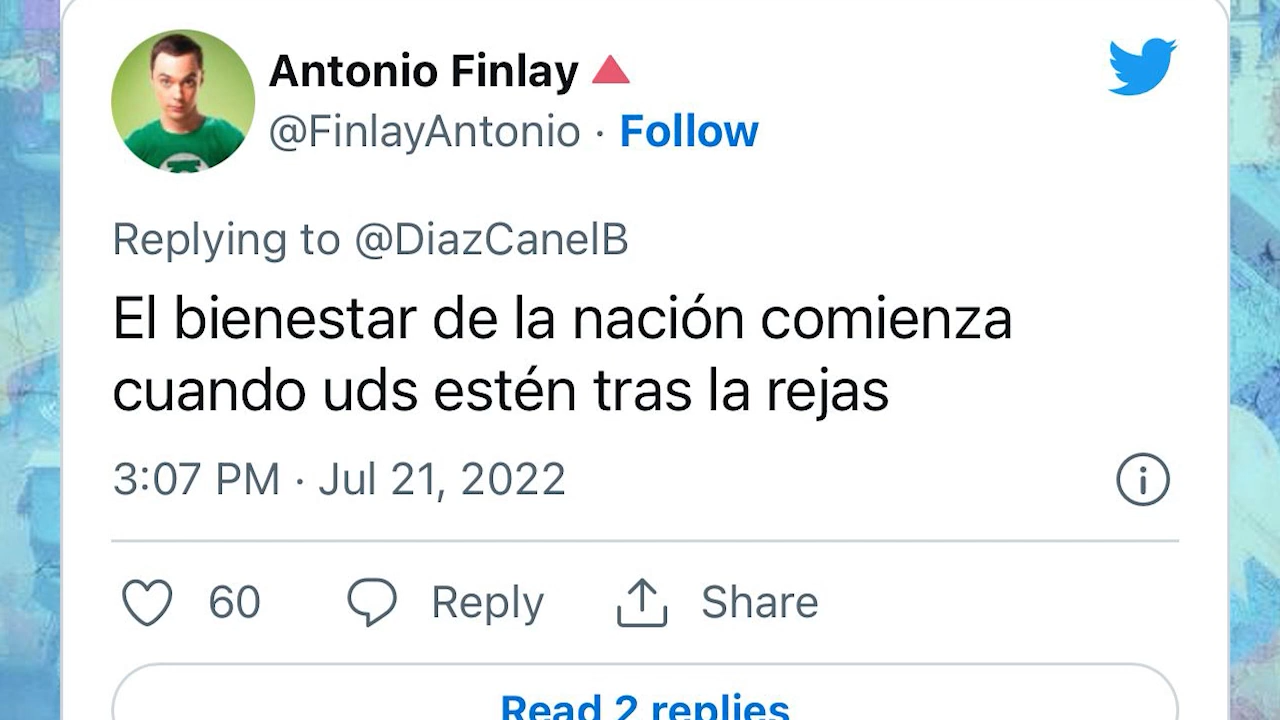 Antonio Finlay
@FinlayAntonio · Follow
Replying to @DiazCanelB
El bienestar de la nación comienza
cuando uds estén tras la rejas
3:07 PM · Jul 21, 2022
60 Reply Share
Read 2 replies